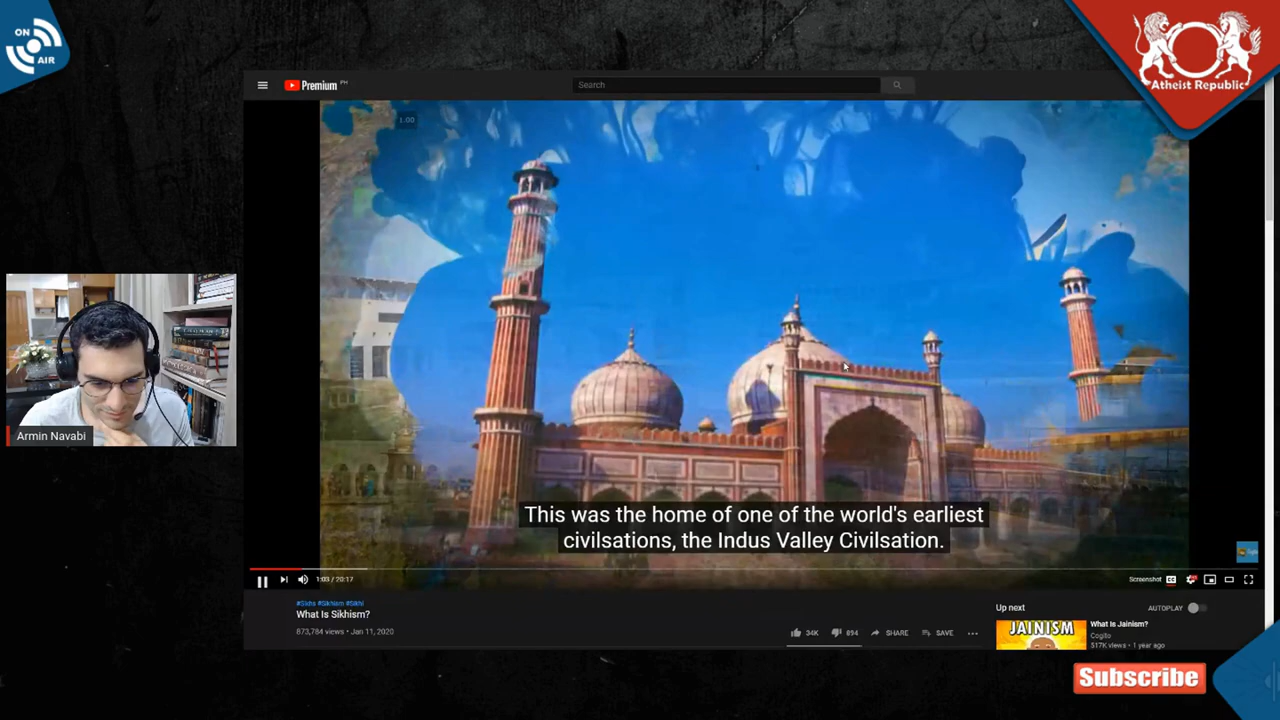 ON
AIR
Atheist Republic
Premium PH
Search
1.00
Armin Navabi
This was the home of one of the world's earliest
civilsations, the Indus Valley Civilsation.
1:03 / 20:17
Screenshot
#Sikhs #Sikhism #Sikhi
What Is Sikhism?
873,784 views • Jan 11, 2020
34K
894
SHARE
SAVE
Up next
AUTOPLAY
JAINISM
What Is Jainism?
Cogito
517K views • 1 year ago
Subscribe